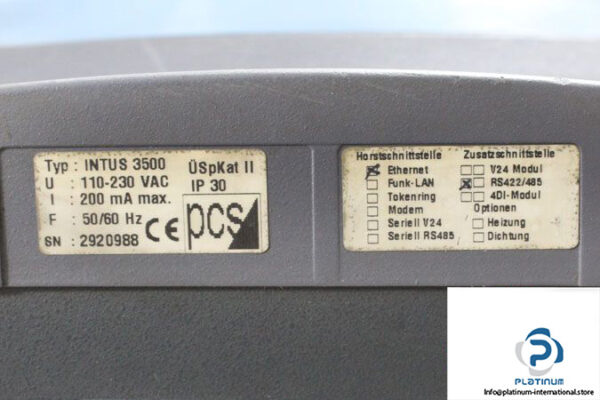 Typ : INTUS 3500
U : 110-230 VAC
I : 200 mA max.
F : 50/60 Hz
SN : 2920988
ÜSpKat II
IP 30
CE
pcs
Horstschnittstelle
Ethernet
Funk-LAN
Tokenring
Modem
Seriell V24
Seriell RS485
Zusatzschnittstelle
V24 Modul
RS422/485
4DI-Modul
Optionen
Heizung
Dichtung
PLATINUM
Info@platinum-international.store